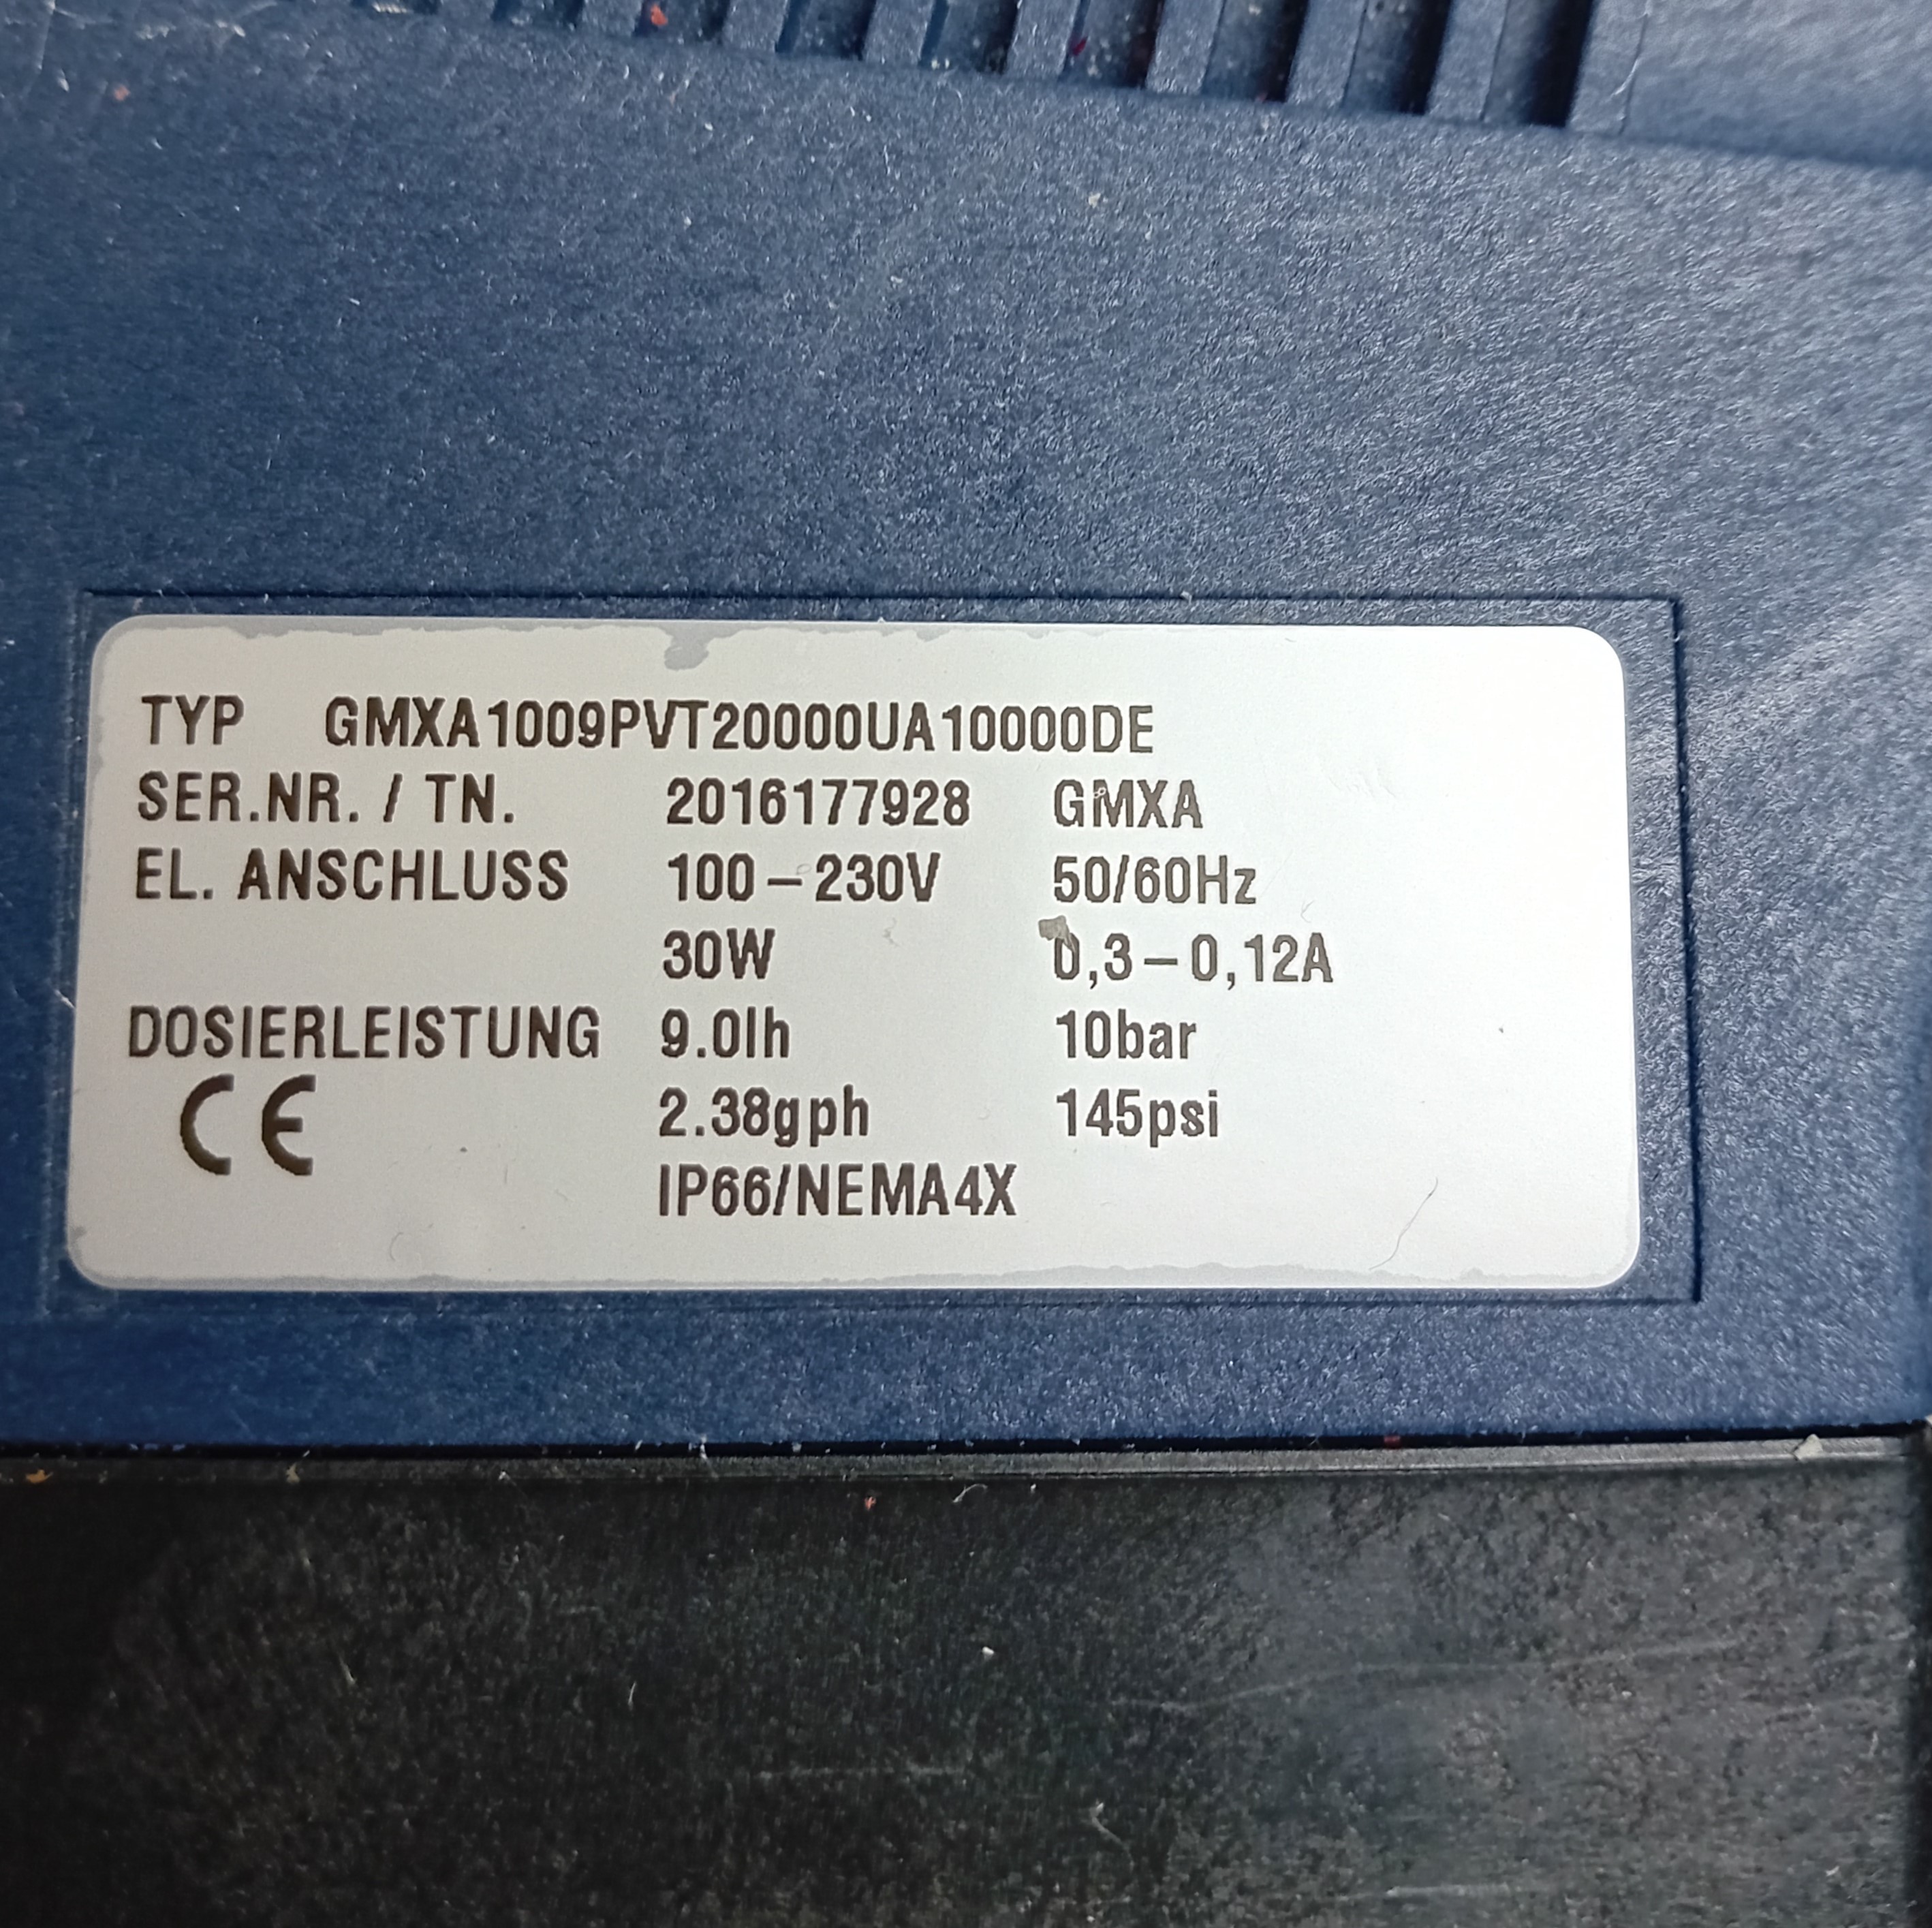 TYP GMXA1009PVT20000UA10000DE
SER.NR. / TN. 2016177928 GMXA
EL. ANSCHLUSS 100-230V 50/60Hz
30W 0,3-0,12A
DOSIERLEISTUNG 9.0lh 10bar
CE 2.38gph 145psi
IP66/NEMA4X